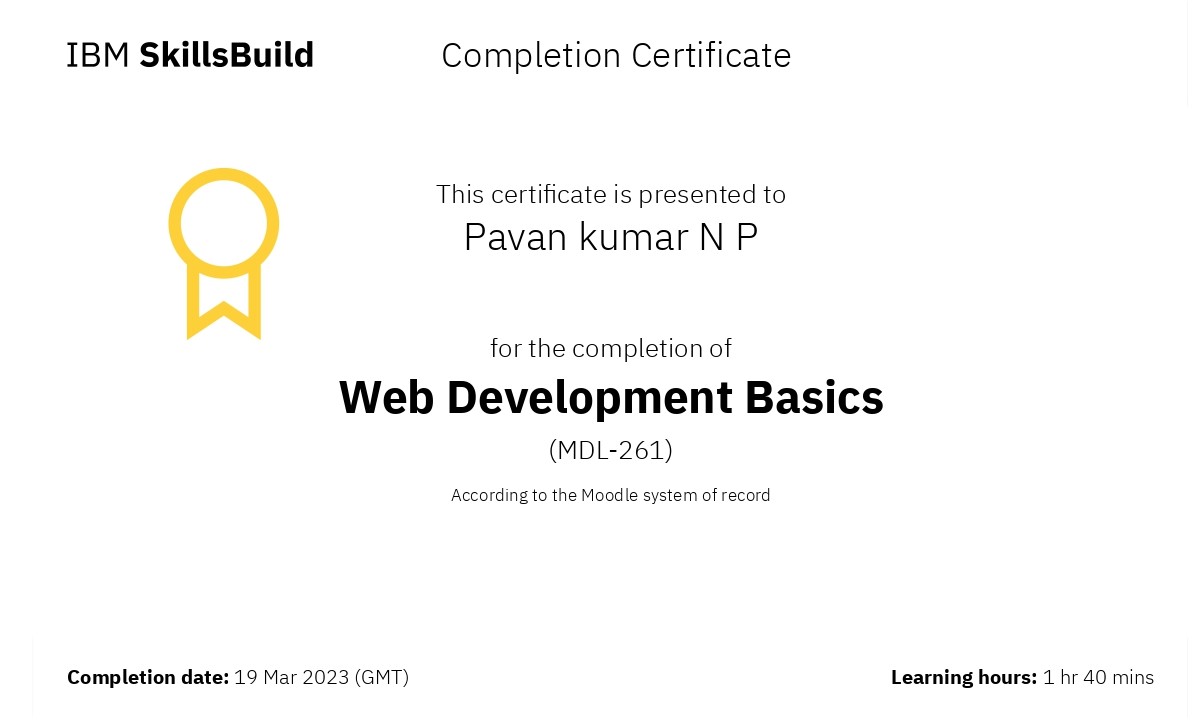 IBM SkillsBuild
Completion Certificate
This certificate is presented to
Pavan kumar N P
for the completion of
Web Development Basics
(MDL-261)
According to the Moodle system of record
Completion date: 19 Mar 2023 (GMT)
Learning hours: 1 hr 40 mins